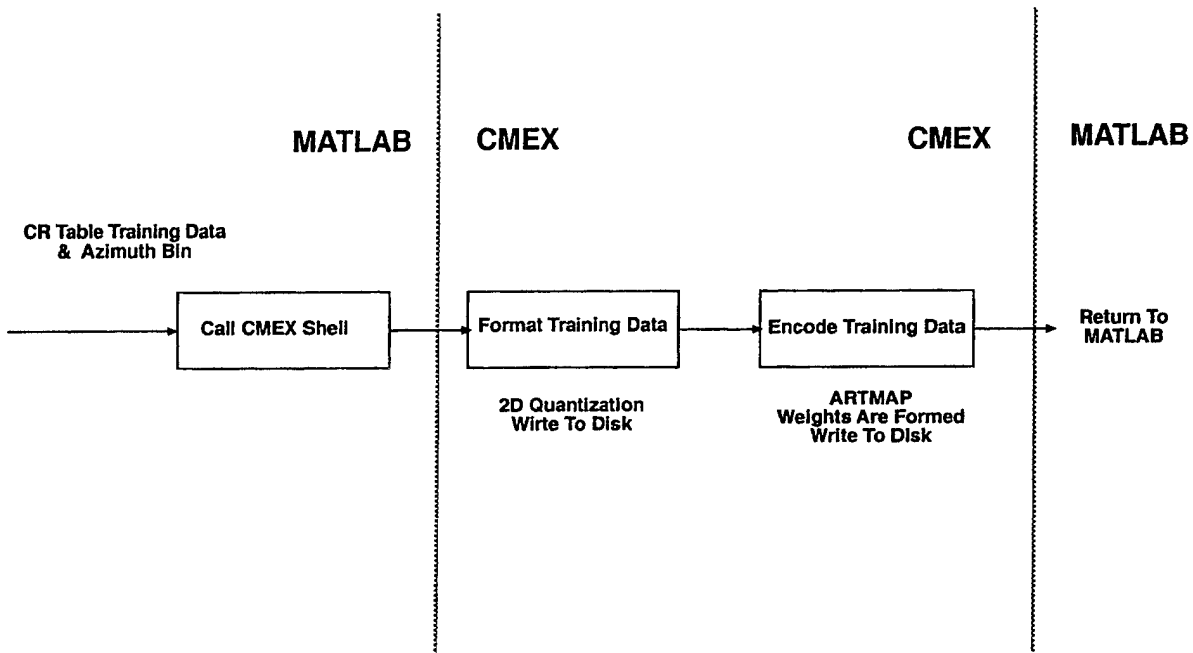 MATLAB
CMEX
CMEX
MATLAB
CR Table Training Data
& Azimuth Bin
Call CMEX Shell
Format Training Data
Encode Training Data
Return To
MATLAB
2D Quantization
Wirte To Disk
ARTMAP
Weights Are Formed
Write To Disk